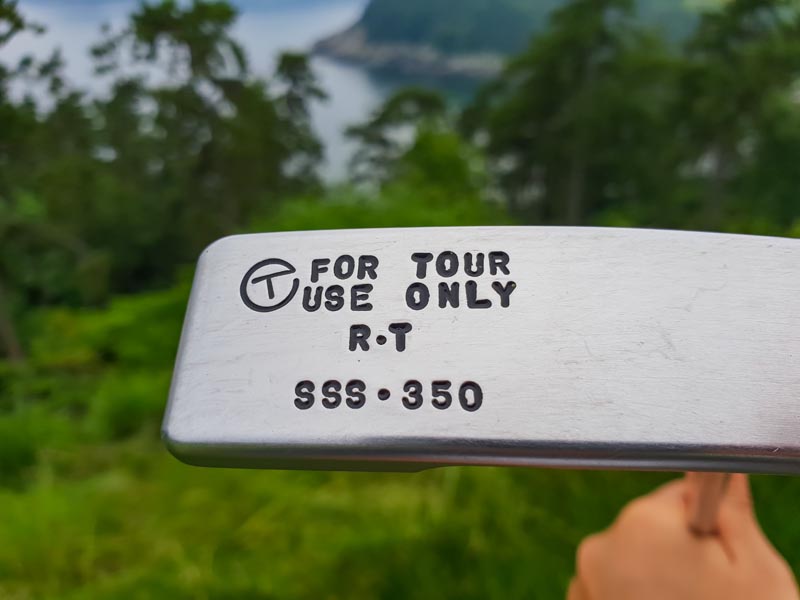 T FOR TOUR
USE ONLY
R·T
SSS·350